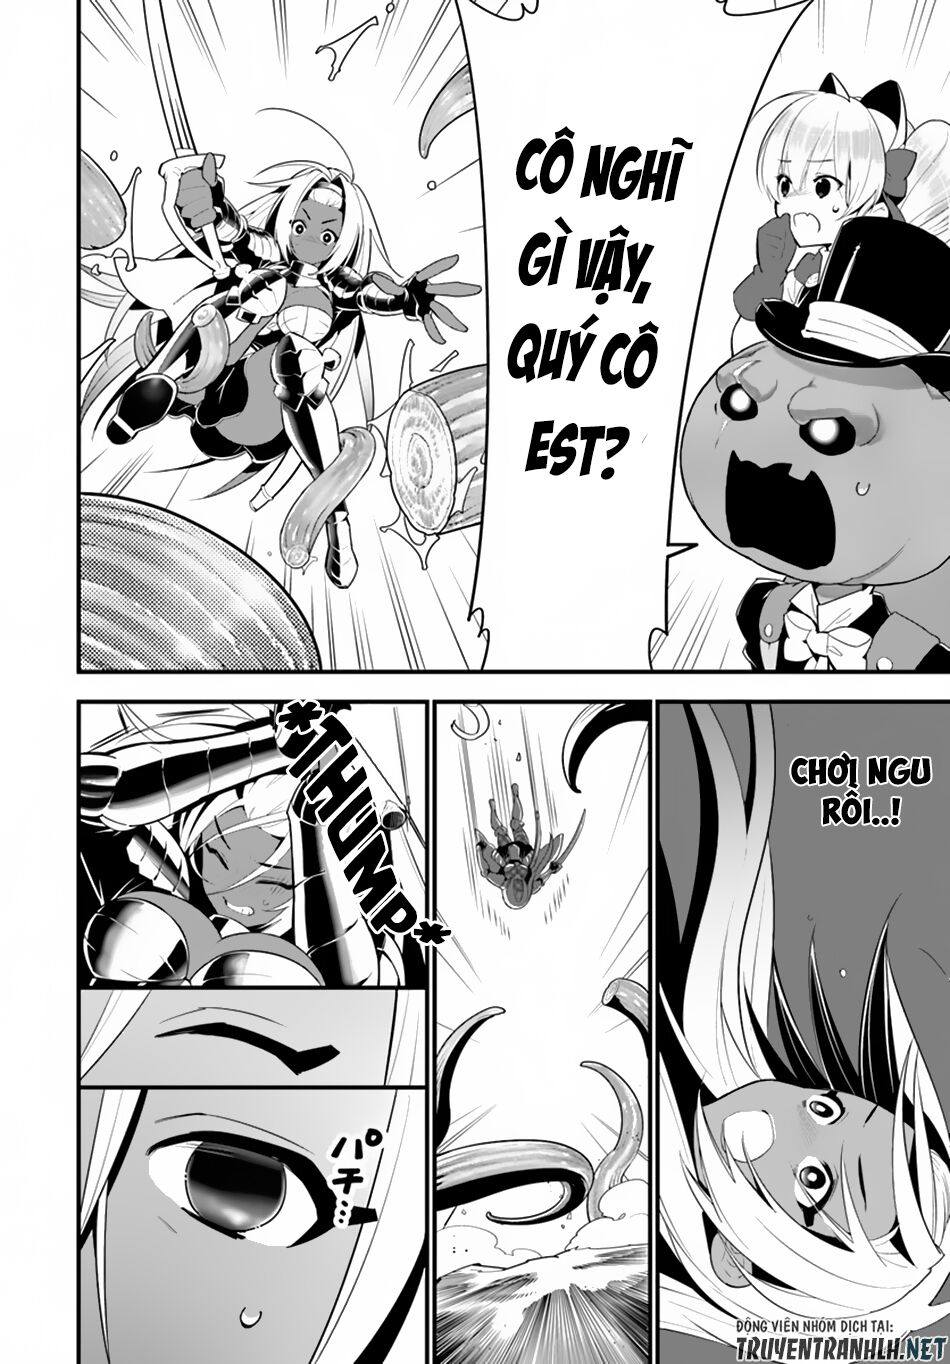 CÔ NGHĨ
GÌ VẬY,
QUÝ CÔ
EST?
CHƠI NGU
RỒI..!
*THUMP*
パチ…
ĐỘNG VIÊN NHÓM DỊCH TẠI:
TRUYENTRANHLH.NET